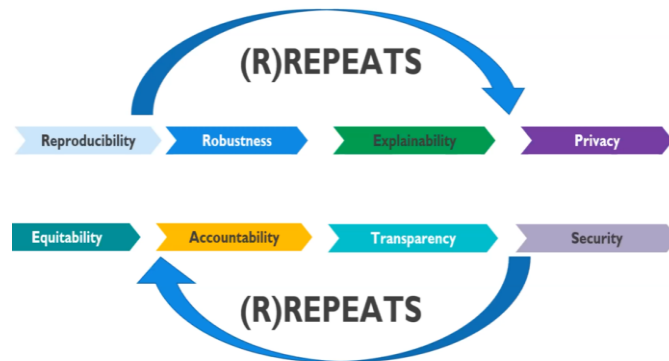 (R)REPEATS
Reproducibility Robustness Explainability Privacy
Equitability Accountability Transparency Security
(R)REPEATS